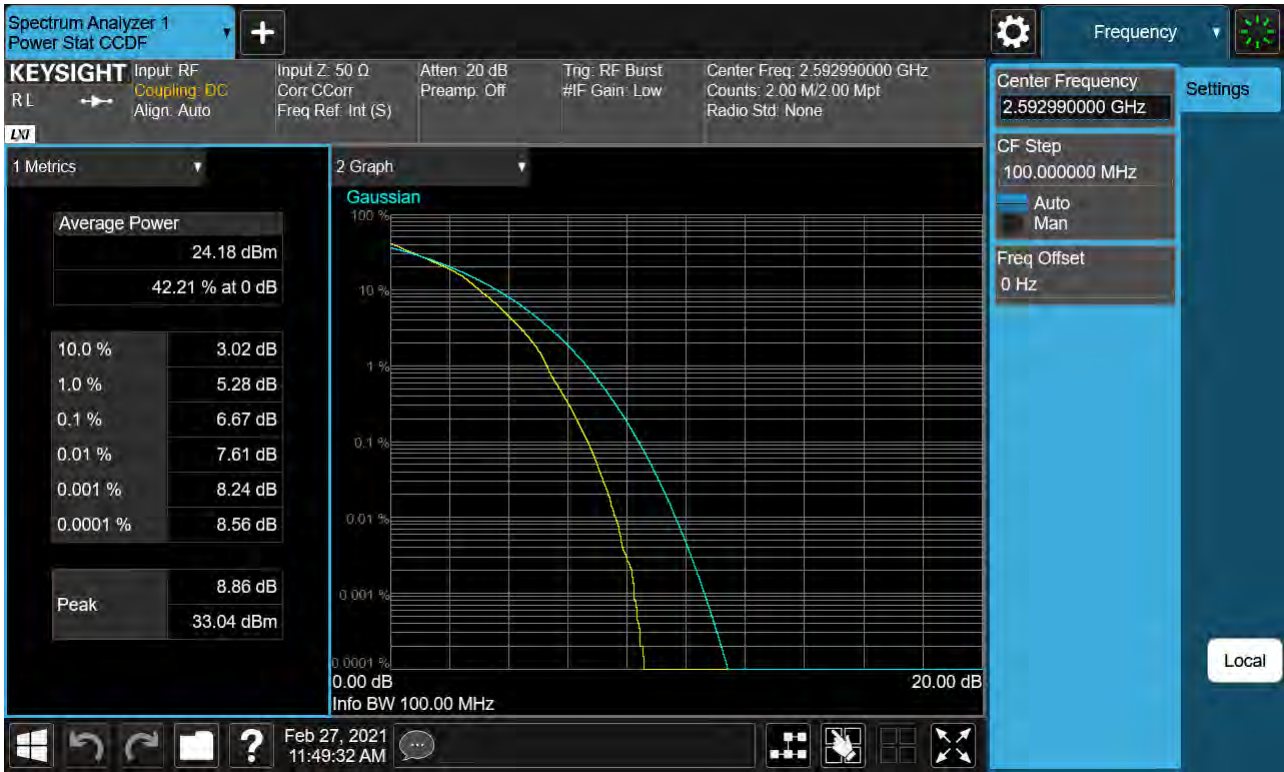 Spectrum Analyzer 1
Power Stat CCDF
+
Frequency
KEYSIGHT
RL
LXI
Input: RF
Coupling: DC
Align: Auto
Input Z: 50 Ω
Corr CCorr
Freq Ref: Int (S)
Atten: 20 dB
Preamp: Off
Trig: RF Burst
#IF Gain: Low
Center Freq: 2.592990000 GHz
Counts: 2.00 M/2.00 Mpt
Radio Std: None
Center Frequency
2.592990000 GHz
Settings
CF Step
100.000000 MHz
Auto
Man
Freq Offset
0 Hz
1 Metrics
Average Power
24.18 dBm
42.21 % at 0 dB
10.0 % 3.02 dB
1.0 % 5.28 dB
0.1 % 6.67 dB
0.01 % 7.61 dB
0.001 % 8.24 dB
0.0001 % 8.56 dB
Peak 8.86 dB
33.04 dBm
2 Graph
Gaussian
100 %
10 %
1 %
0.1 %
0.01 %
0.001 %
0.0001 %
0.00 dB 20.00 dB
Info BW 100.00 MHz
Local
?
Feb 27, 2021
11:49:32 AM